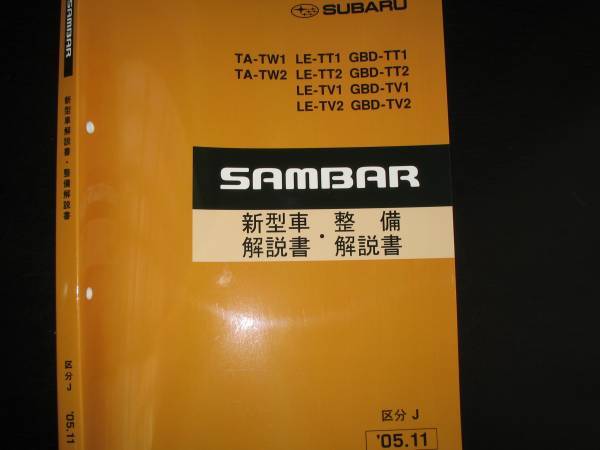 SUBARU
TA-TW1 LE-TT1 GBD-TT1
TA-TW2 LE-TT2 GBD-TT2
LE-TV1 GBD-TV1
LE-TV2 GBD-TV2
SAMBAR
新型車 ・ 整備
解説書 解説書
区分 J
'05.11
SAMBAR
新型車解説書・整備解説書
区分 J
'05.11